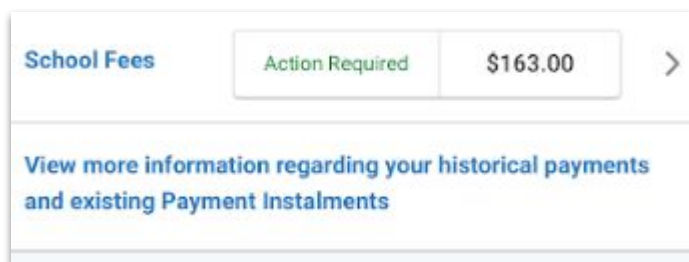 School Fees Action Required $163.00
View more information regarding your historical payments
and existing Payment Instalments